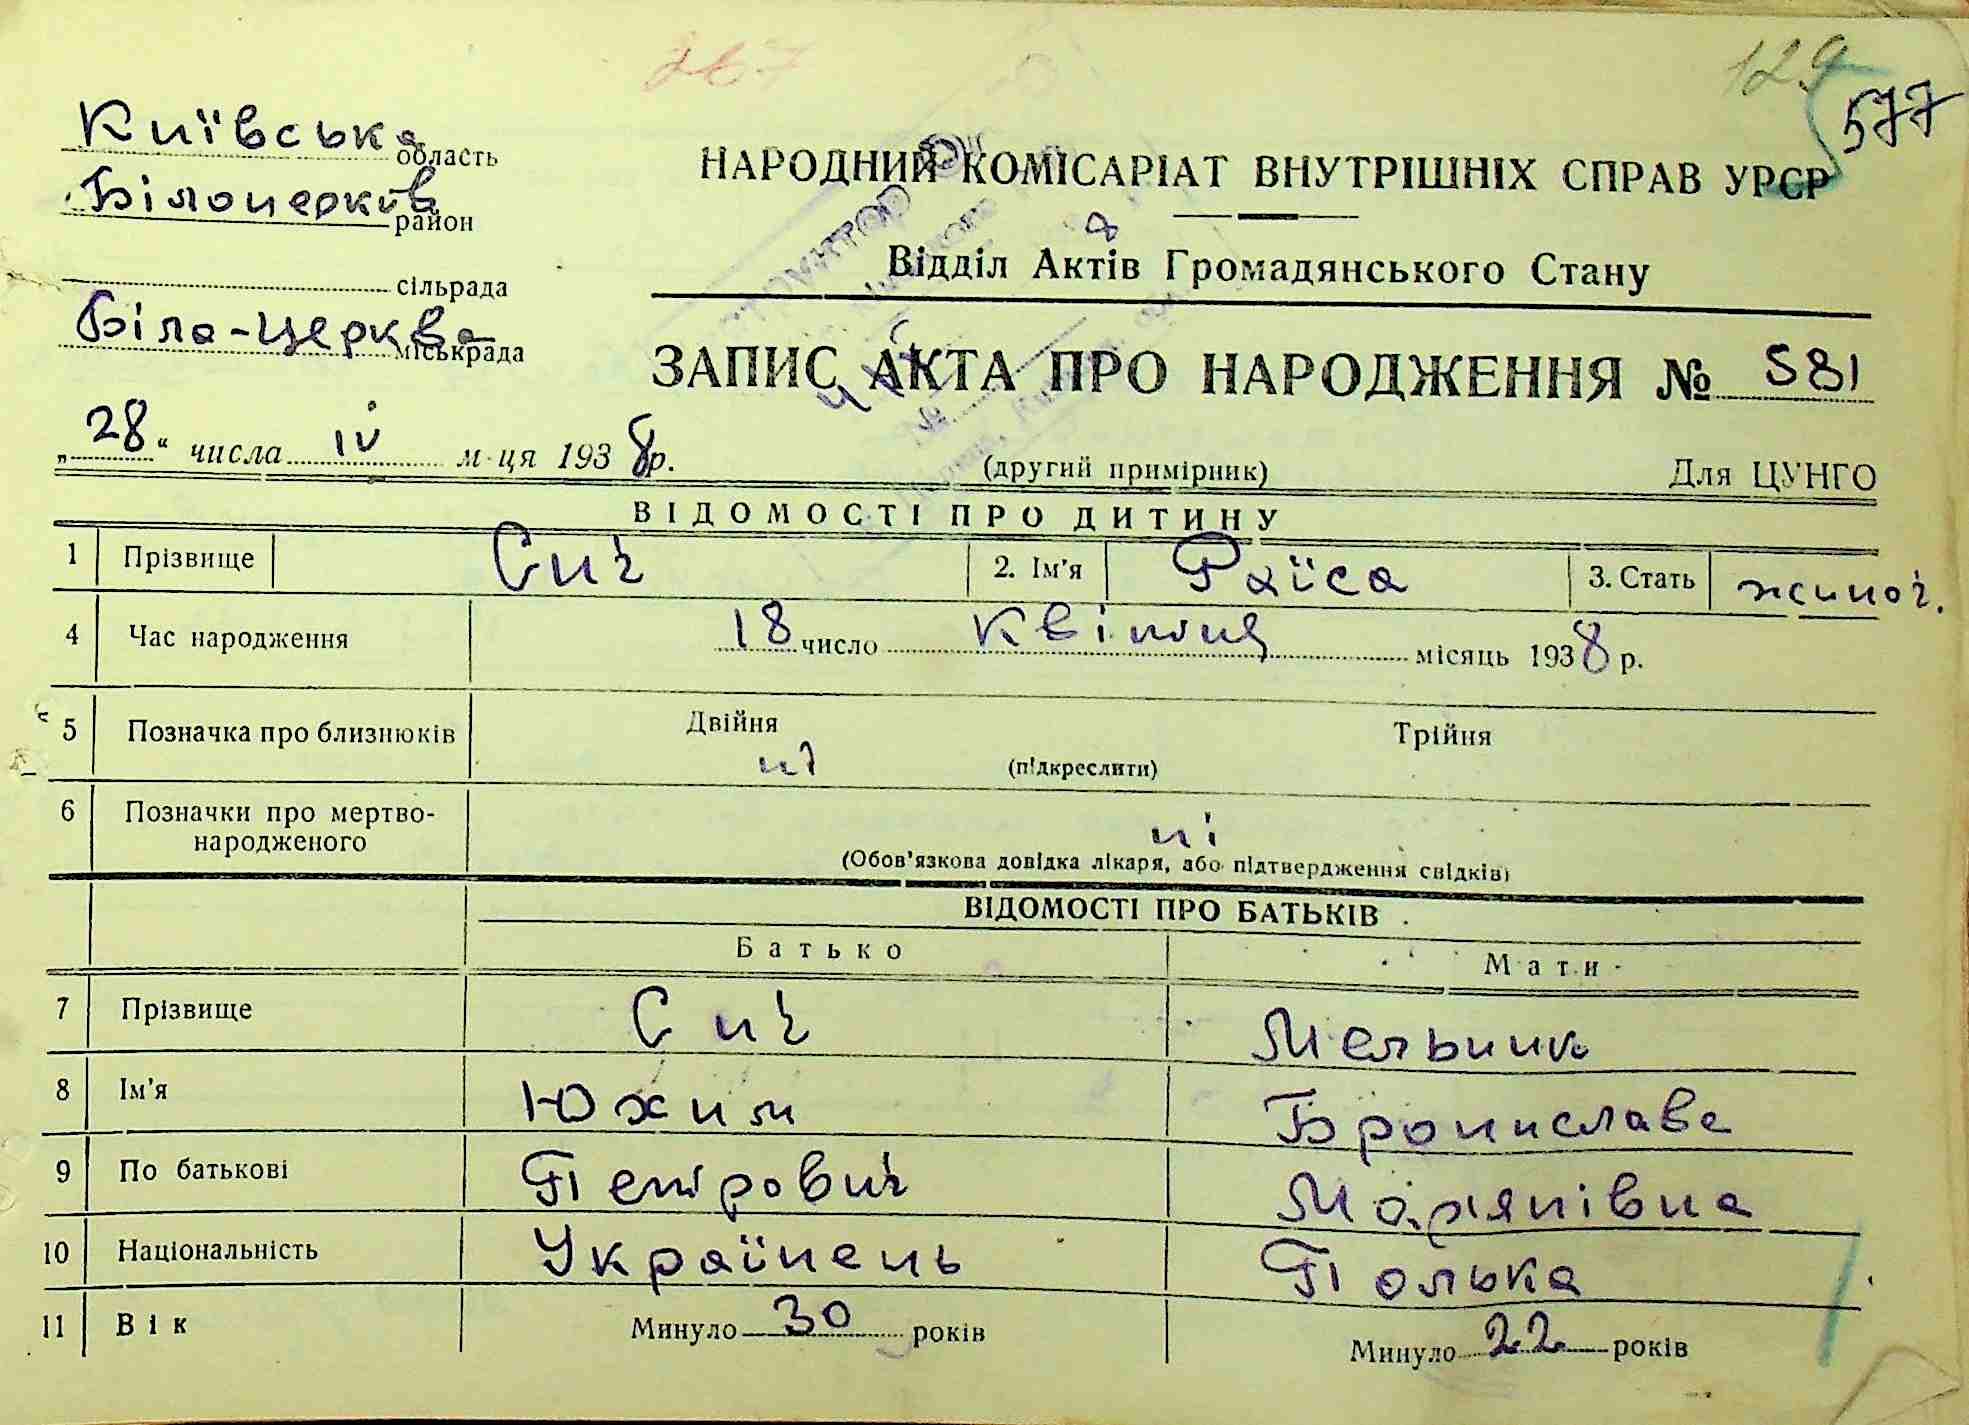 267
129
577
Київська область
Білоцерків район
сільрада
Біла-Церква міськрада
НАРОДНИЙ КОМІСАРІАТ ВНУТРІШНІХ СПРАВ УРСР
Відділ Актів Громадянського Стану
ЗАПИС АКТА ПРО НАРОДЖЕННЯ № 581
„28“ числа IV м-ця 1938 р.
(другий примірник)
Для ЦУНГО
ВІДОМОСТІ ПРО ДИТИНУ
1 Прізвище Сич 2. Ім'я Раїса 3. Стать жиноч.
4 Час народження 18 число Квітня місяць 1938 р.
5 Позначка про близнюків Двійня Трійня
ні (підкреслити)
6 Позначки про мертво-
народженого ні
(Обов'язкова довідка лікаря, або підтвердження свідків)
ВІДОМОСТІ ПРО БАТЬКІВ
Батько Мати
7 Прізвище Сич Мельник
8 Ім'я Юхим Бронислава
9 По батькові Петрович Мар'янівна
10 Національність Українець Полька
11 Вік Минуло 30 років Минуло 22 років